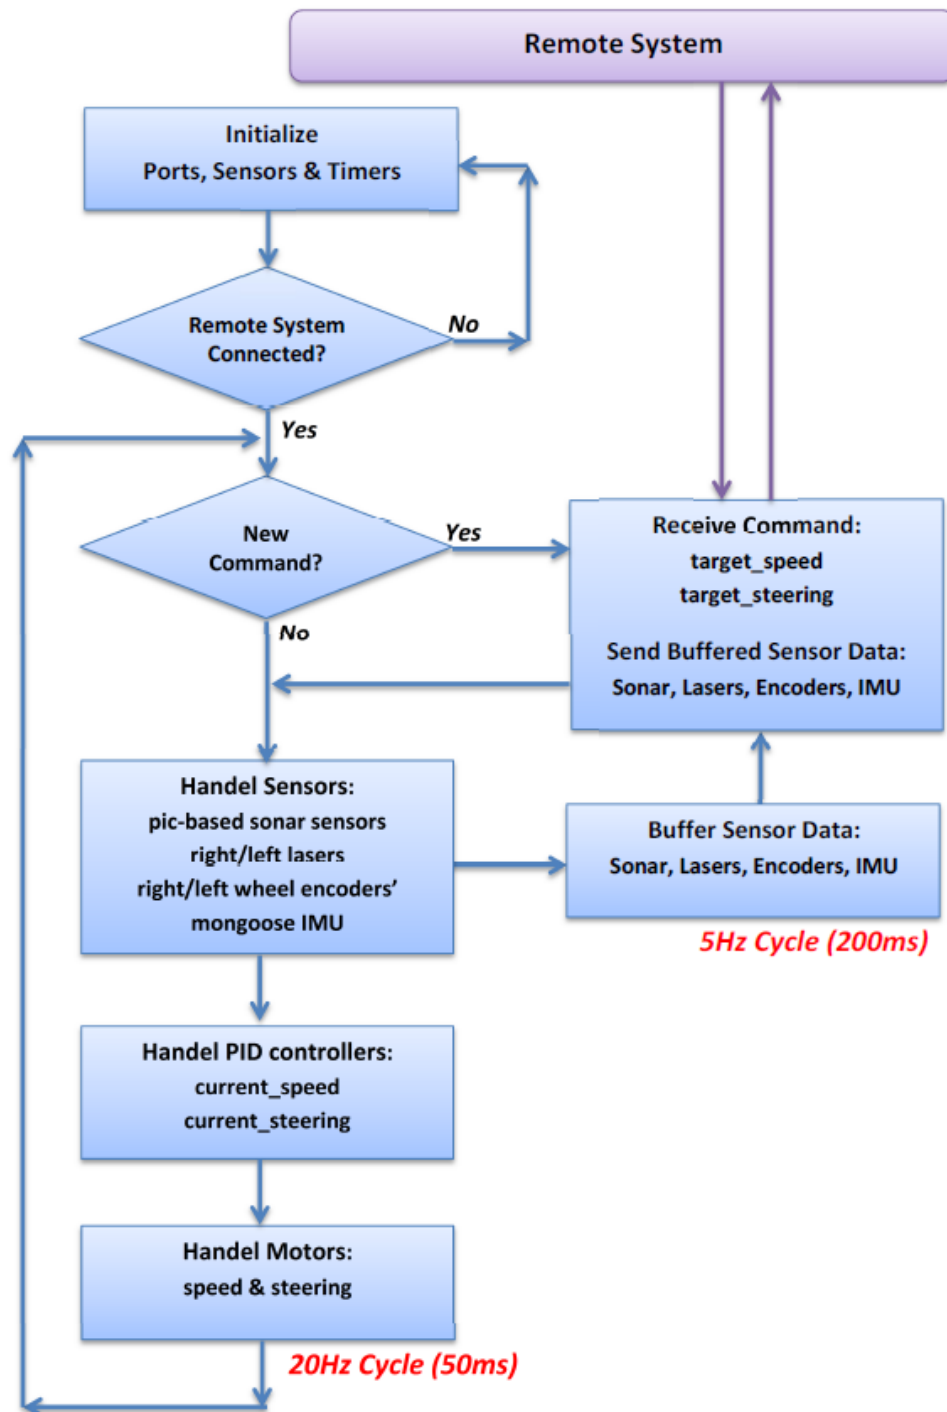 Remote System
Initialize
Ports, Sensors & Timers
Remote System
Connected?
No
Yes
New
Command?
Yes
No
Receive Command:
target_speed
target_steering
Send Buffered Sensor Data:
Sonar, Lasers, Encoders, IMU
Handel Sensors:
pic-based sonar sensors
right/left lasers
right/left wheel encoders’
mongoose IMU
Buffer Sensor Data:
Sonar, Lasers, Encoders, IMU
5Hz Cycle (200ms)
Handel PID controllers:
current_speed
current_steering
Handel Motors:
speed & steering
20Hz Cycle (50ms)